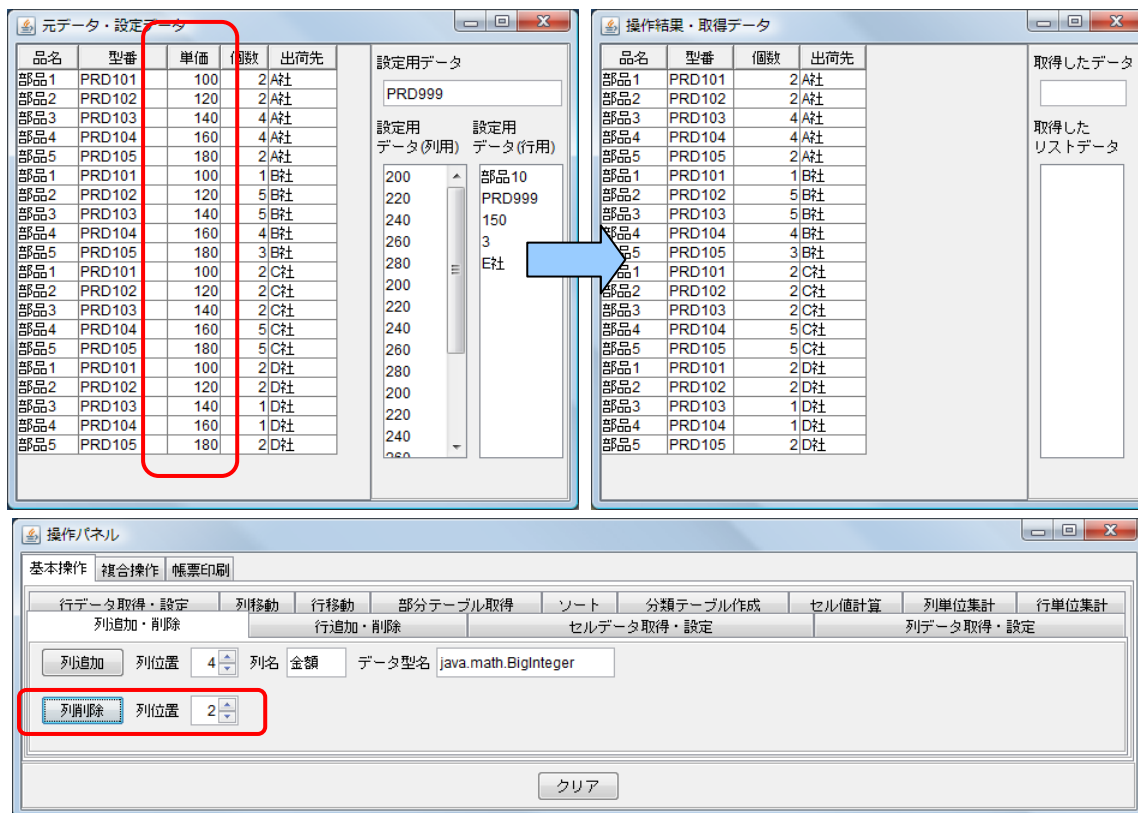 元データ・設定データ
品名 型番 単価 個数 出荷先
部品1 PRD101 100 2 A社
部品2 PRD102 120 2 A社
部品3 PRD103 140 4 A社
部品4 PRD104 160 4 A社
部品5 PRD105 180 2 A社
部品1 PRD101 100 1 B社
部品2 PRD102 120 5 B社
部品3 PRD103 140 5 B社
部品4 PRD104 160 4 B社
部品5 PRD105 180 3 B社
部品1 PRD101 100 2 C社
部品2 PRD102 120 2 C社
部品3 PRD103 140 2 C社
部品4 PRD104 160 5 C社
部品5 PRD105 180 5 C社
部品1 PRD101 100 2 D社
部品2 PRD102 120 2 D社
部品3 PRD103 140 1 D社
部品4 PRD104 160 1 D社
部品5 PRD105 180 2 D社
設定用データ
PRD999
設定用
データ(列用)
200
220
240
260
280
200
220
240
260
280
200
220
240
260
設定用
データ(行用)
部品10
PRD999
150
3
E社
操作結果・取得データ
品名 型番 個数 出荷先
部品1 PRD101 2 A社
部品2 PRD102 2 A社
部品3 PRD103 4 A社
部品4 PRD104 4 A社
部品5 PRD105 2 A社
部品1 PRD101 1 B社
部品2 PRD102 5 B社
部品3 PRD103 5 B社
部品4 PRD104 4 B社
部品5 PRD105 3 B社
品1 PRD101 2 C社
部品2 PRD102 2 C社
部品3 PRD103 2 C社
部品4 PRD104 5 C社
部品5 PRD105 5 C社
部品1 PRD101 2 D社
部品2 PRD102 2 D社
部品3 PRD103 1 D社
部品4 PRD104 1 D社
部品5 PRD105 2 D社
取得したデータ
取得した
リストデータ
操作パネル
基本操作 複合操作 帳票印刷
行データ取得・設定 列移動 行移動 部分テーブル取得 ソート 分類テーブル作成 セル値計算 列単位集計 行単位集計
列追加・削除 行追加・削除 セルデータ取得・設定 列データ取得・設定
列追加 列位置 4 列名 金額 データ型名 java.math.BigInteger
列削除 列位置 2
クリア